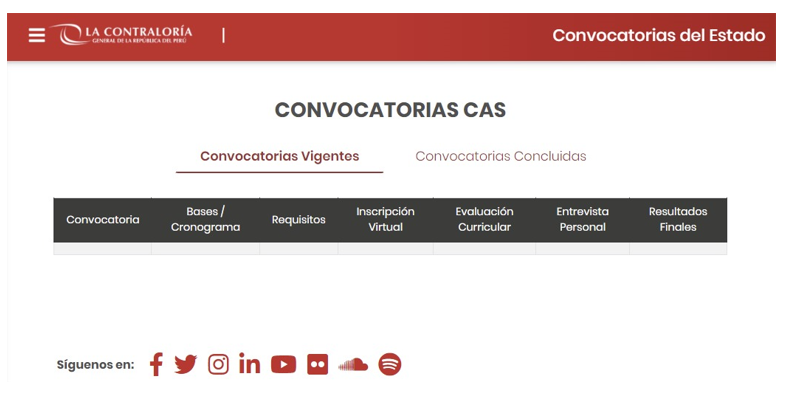 LA CONTRALORÍA
GENERAL DE LA REPÚBLICA DEL PERÚ
Convocatorias del Estado
CONVOCATORIAS CAS
Convocatorias Vigentes
Convocatorias Concluidas
Convocatoria
Bases /
Cronograma
Requisitos
Inscripción
Virtual
Evaluación
Curricular
Entrevista
Personal
Resultados
Finales
Síguenos en: